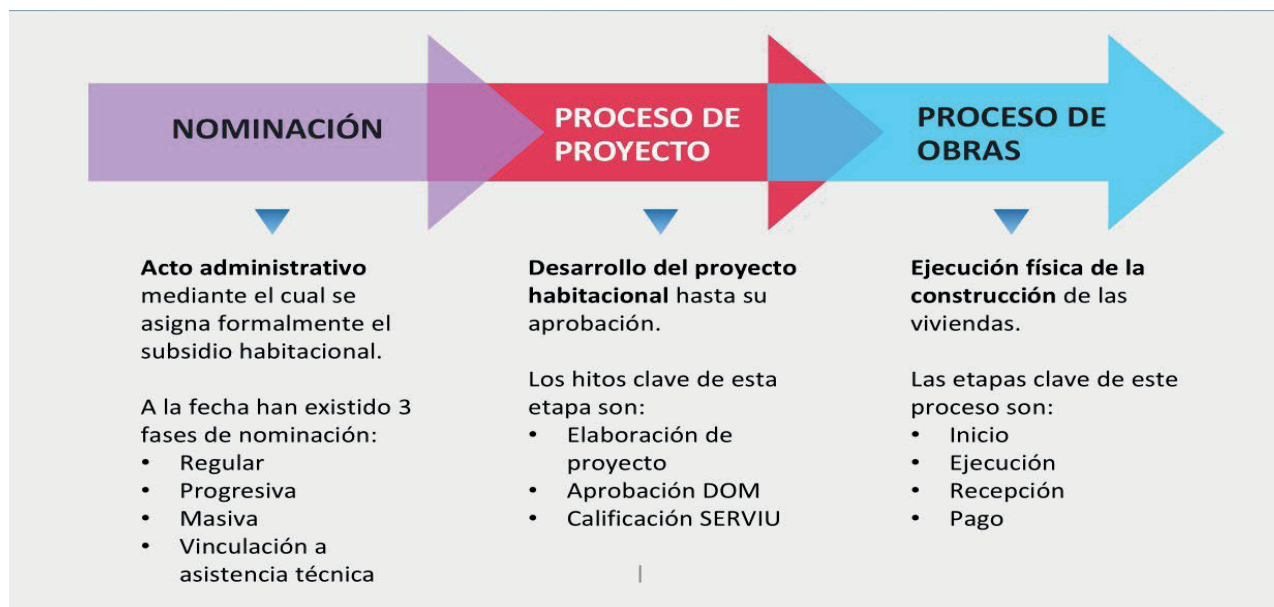 NOMINACIÓN
PROCESO DE
PROYECTO
PROCESO DE
OBRAS
Acto administrativo
mediante el cual se
asigna formalmente el
subsidio habitacional.
A la fecha han existido 3
fases de nominación:
• Regular
• Progresiva
• Masiva
• Vinculación a
asistencia técnica
Desarrollo del proyecto
habitacional hasta su
aprobación.
Los hitos clave de esta
etapa son:
• Elaboración de
proyecto
• Aprobación DOM
• Calificación SERVIU
Ejecución física de la
construcción de las
viviendas.
Las etapas clave de este
proceso son:
• Inicio
• Ejecución
• Recepción
• Pago